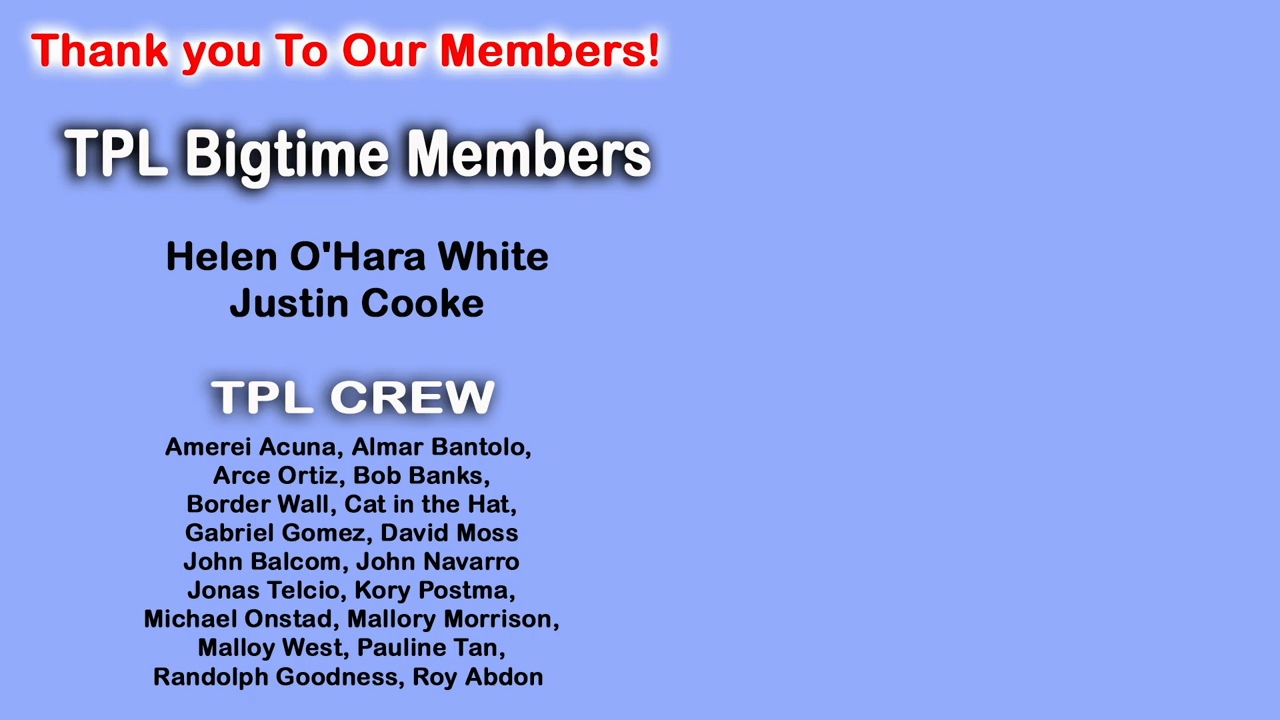 Thank you To Our Members!
TPL Bigtime Members
Helen O'Hara White
Justin Cooke
TPL CREW
Amerei Acuna, Almar Bantolo,
Arce Ortiz, Bob Banks,
Border Wall, Cat in the Hat,
Gabriel Gomez, David Moss
John Balcom, John Navarro
Jonas Telcio, Kory Postma,
Michael Onstad, Mallory Morrison,
Malloy West, Pauline Tan,
Randolph Goodness, Roy Abdon